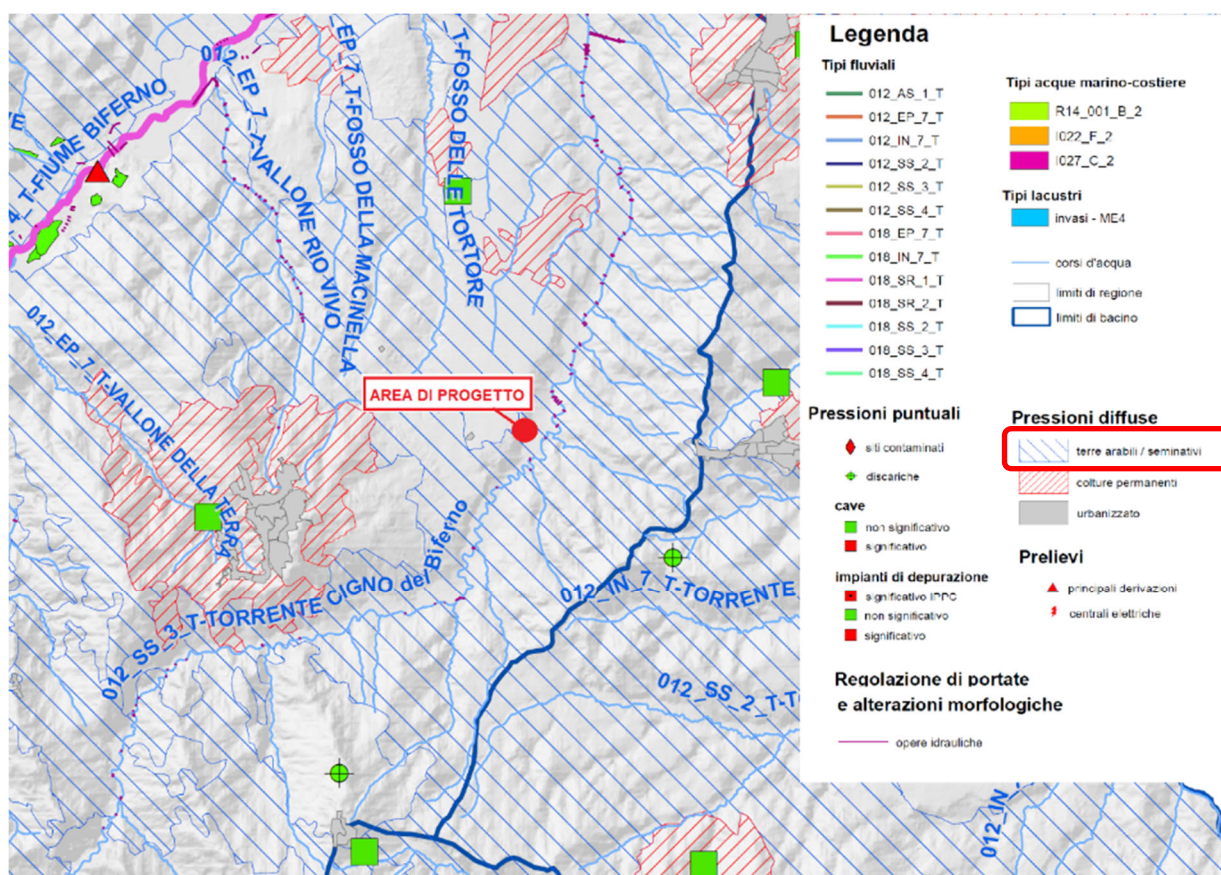 012_EP_7_T-VALLONE RIO VIVO
EP_7_T-FOSSO DELLA MACINELLA
_T-FOSSO DELLE TORTORE
4_T-FIUME BIFERNO
E
012_EP_7_T-VALLONE DELLA TERRA
AREA DI PROGETTO
012_SS_3_T-TORRENTE CIGNO del Biferno
012_IN_7_T-TORRENTE
012_SS_2_T-T
012_IN_
Legenda
Tipi fluviali
012_AS_1_T
012_EP_7_T
012_IN_7_T
012_SS_2_T
012_SS_3_T
012_SS_4_T
018_EP_7_T
018_IN_7_T
018_SR_1_T
018_SR_2_T
018_SS_2_T
018_SS_3_T
018_SS_4_T
Tipi acque marino-costiere
R14_001_B_2
I022_F_2
I027_C_2
Tipi lacustri
invasi - ME4
corsi d'acqua
limiti di regione
limiti di bacino
Pressioni puntuali
siti contaminati
discariche
cave
non significativo
significativo
impianti di depurazione
significativo IPPC
non significativo
significativo
Pressioni diffuse
terre arabili / seminativi
colture permanenti
urbanizzato
Prelievi
principali derivazioni
centrali elettriche
Regolazione di portate
e alterazioni morfologiche
opere idrauliche